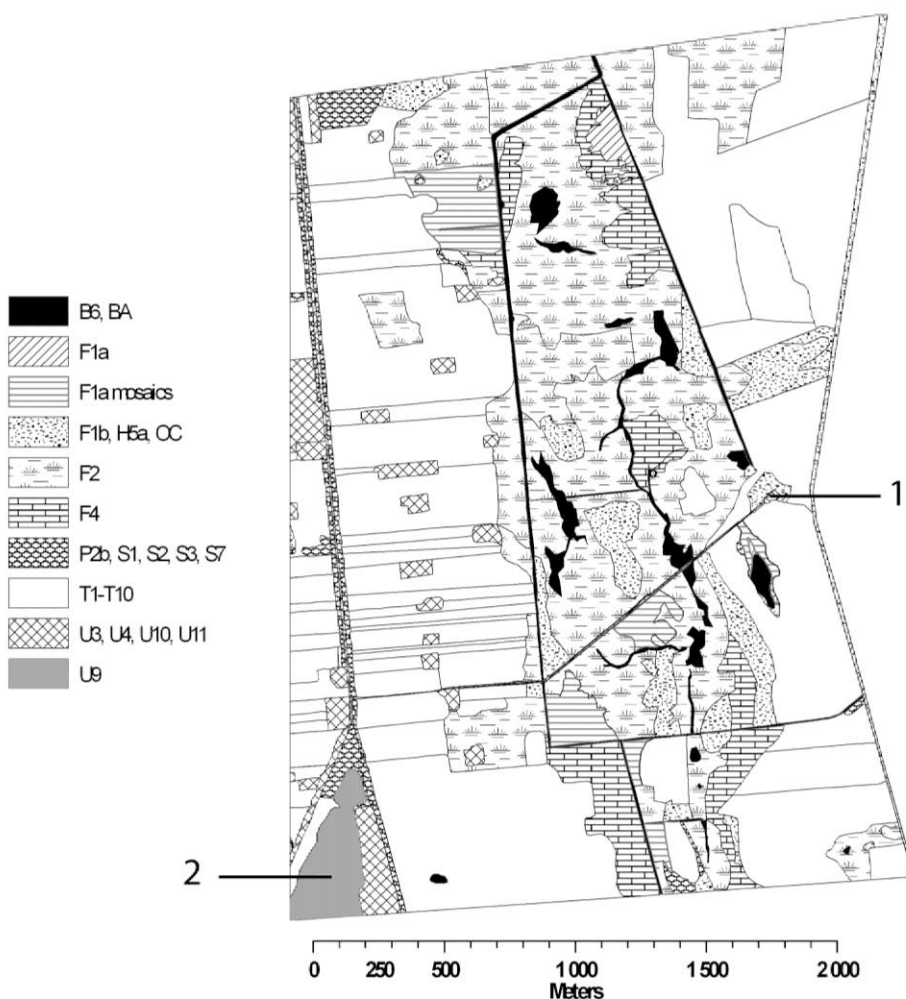 B6, BA
F1a
F1a mosaics
F1b, H5a, OC
F2
F4
P2b, S1, S2, S3, S7
T1-T10
U3, U4, U10, U11
U9
1
2
0 250 500 1 000 1 500 2 000
Meters